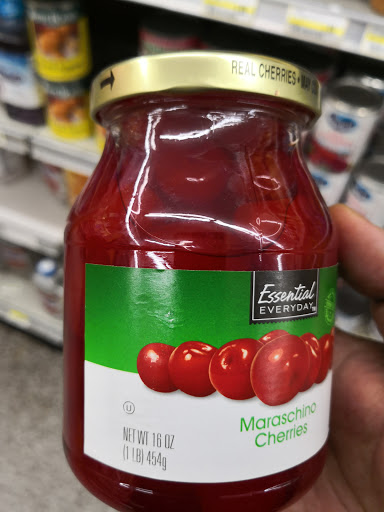 REAL CHERRIES •
Essential
EVERYDAY
Maraschino
Cherries
U
NET WT 16 OZ
(1 LB) 454g